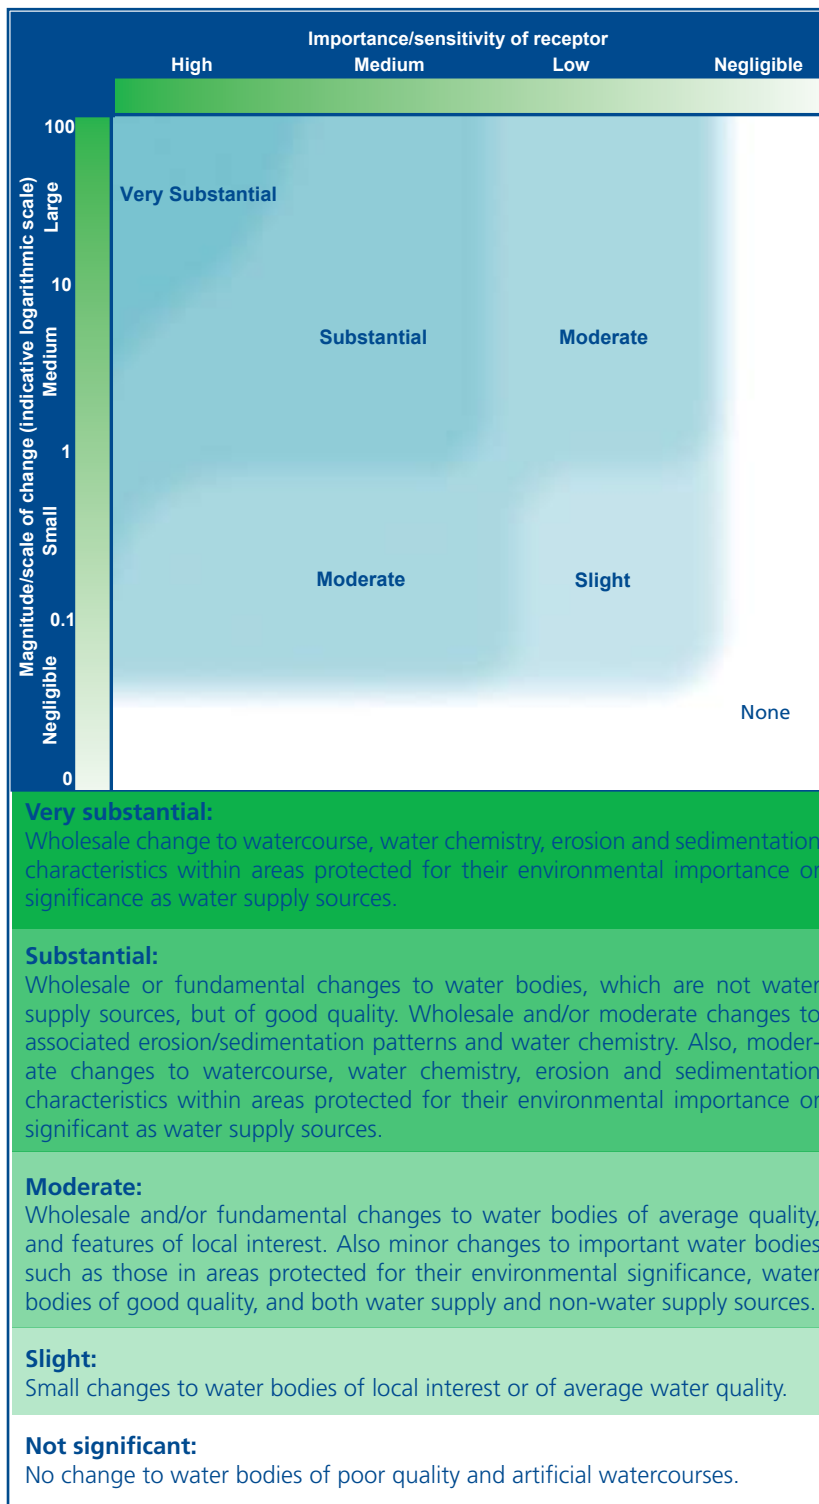 Importance/sensitivity of receptor
High Medium Low Negligible
Magnitude/scale of change (indicative logarithmic scale)
Large
Medium
Small
Negligible
100
10
1
0.1
0
Very Substantial
Substantial Moderate
Moderate Slight
None
Very substantial:
Wholesale change to watercourse, water chemistry, erosion and sedimentation
characteristics within areas protected for their environmental importance or
significance as water supply sources.
Substantial:
Wholesale or fundamental changes to water bodies, which are not water
supply sources, but of good quality. Wholesale and/or moderate changes to
associated erosion/sedimentation patterns and water chemistry. Also, moder-
ate changes to watercourse, water chemistry, erosion and sedimentation
characteristics within areas protected for their environmental importance or
significant as water supply sources.
Moderate:
Wholesale and/or fundamental changes to water bodies of average quality,
and features of local interest. Also minor changes to important water bodies
such as those in areas protected for their environmental significance, water
bodies of good quality, and both water supply and non-water supply sources.
Slight:
Small changes to water bodies of local interest or of average water quality.
Not significant:
No change to water bodies of poor quality and artificial watercourses.